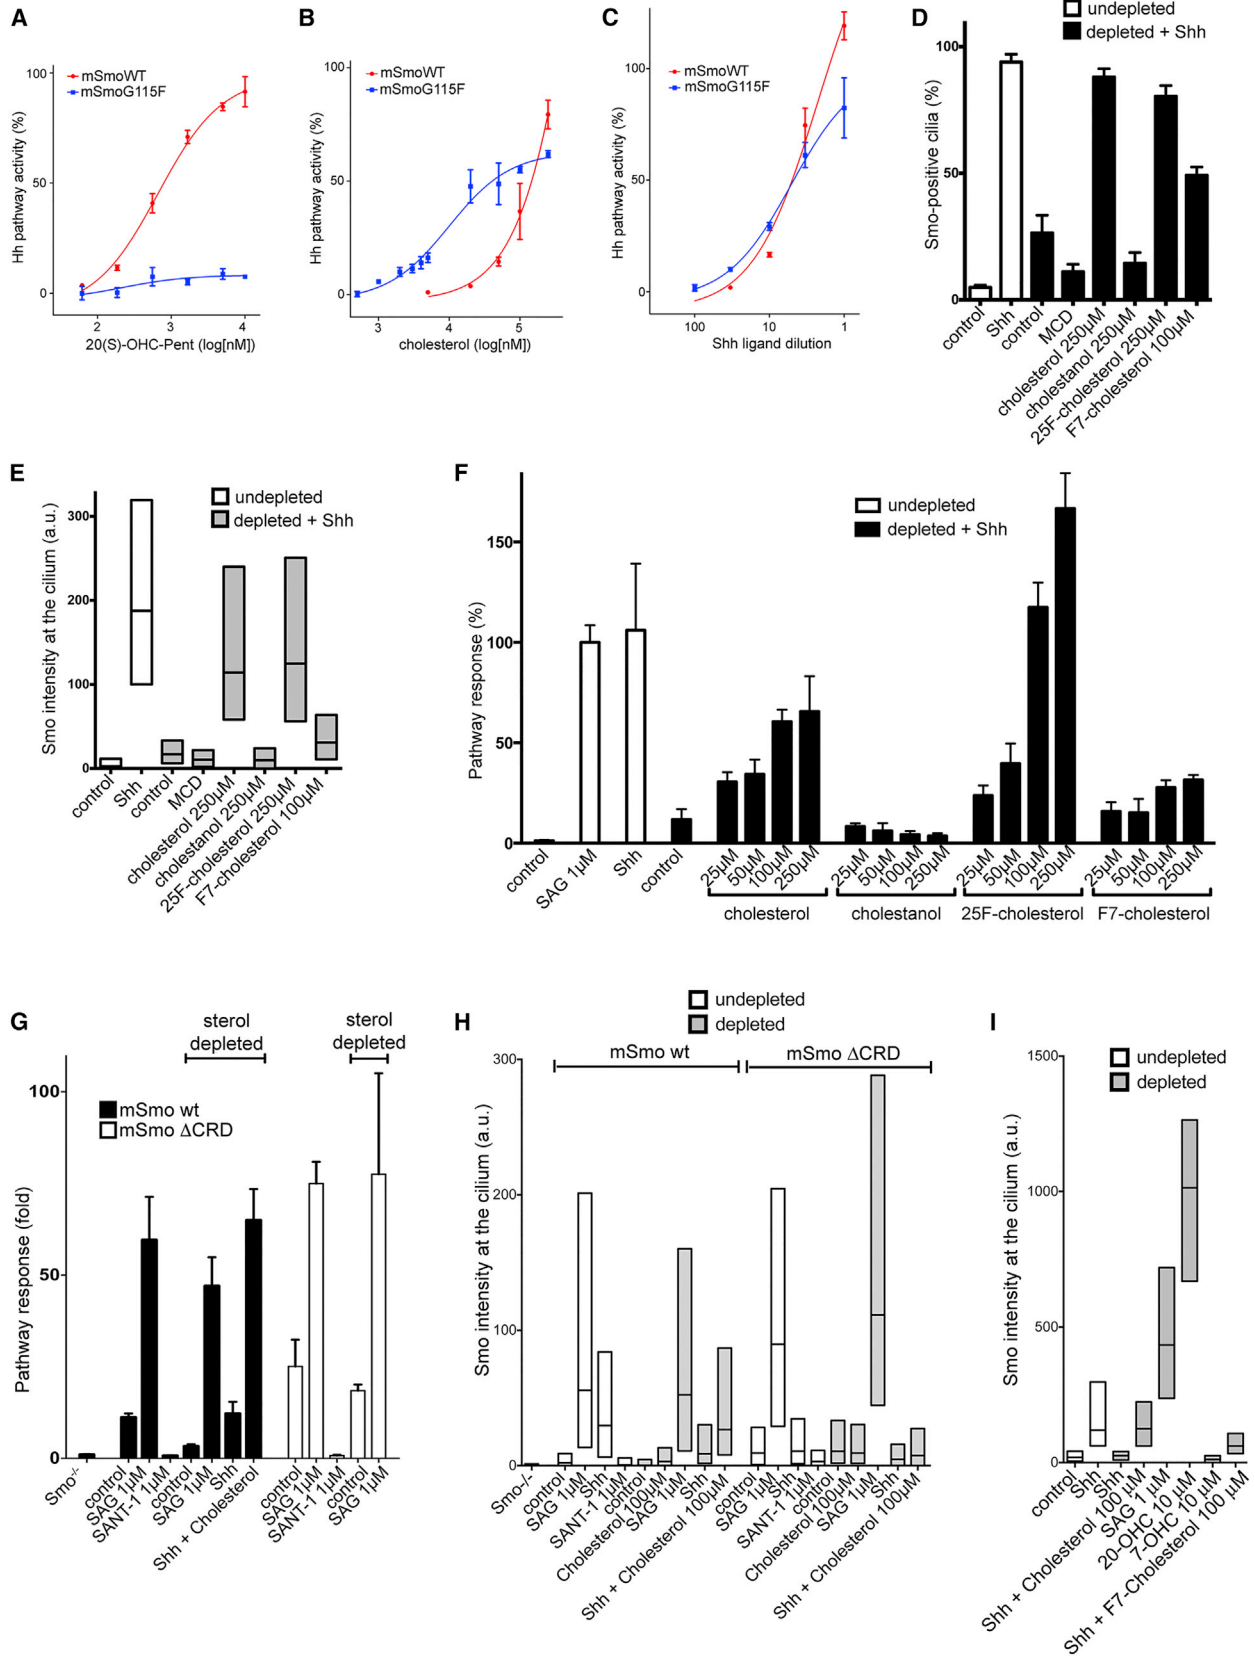 A
mSmoWT
mSmoG115F
Hh pathway activity (%)
100
50
0
2 3 4
20(S)-OHC-Pent (log[nM])
B
mSmoWT
mSmoG115F
Hh pathway activity (%)
100
50
0
3 4 5
cholesterol (log[nM])
C
mSmoWT
mSmoG115F
Hh pathway activity (%)
100
50
0
100 10 1
Shh ligand dilution
D
undepleted
depleted + Shh
Smo-positive cilia (%)
100
50
0
control
Shh
control
MCD
cholesterol 250µM
cholestanol 250µM
25F-cholesterol 250µM
F7-cholesterol 100µM
E
undepleted
depleted + Shh
Smo intensity at the cilium (a.u.)
300
200
100
0
control
Shh
control
MCD
cholesterol 250µM
cholestanol 250µM
25F-cholesterol 250µM
F7-cholesterol 100µM
F
undepleted
depleted + Shh
Pathway response (%)
150
100
50
0
control
SAG 1µM
Shh
control
25µM
50µM
100µM
250µM
cholesterol
25µM
50µM
100µM
250µM
cholestanol
25µM
50µM
100µM
250µM
25F-cholesterol
25µM
50µM
100µM
250µM
F7-cholesterol
G
sterol
depleted
sterol
depleted
mSmo wt
mSmo ΔCRD
Pathway response (fold)
100
50
0
Smo-/-
control
SAG 1µM
SANT-1 1µM
control
SAG 1µM
Shh
Shh + Cholesterol
control
SAG 1µM
SANT-1 1µM
control
SAG 1µM
H
undepleted
depleted
mSmo wt
mSmo ΔCRD
Smo intensity at the cilium (a.u.)
300
200
100
0
Smo-/-
control
SAG 1µM
Shh
SANT-1 1µM
control
Cholesterol 100µM
SAG 1µM
Shh
Shh + Cholesterol 100µM
control
SAG 1µM
Shh
SANT-1 1µM
control
Cholesterol 100µM
SAG 1µM
Shh
Shh + Cholesterol 100µM
I
undepleted
depleted
Smo intensity at the cilium (a.u.)
1500
1000
500
0
control
Shh
Shh
Shh + Cholesterol 100 µM
SAG 1 µM
20-OHC 10 µM
7-OHC 10 µM
Shh + F7-Cholesterol 100 µM